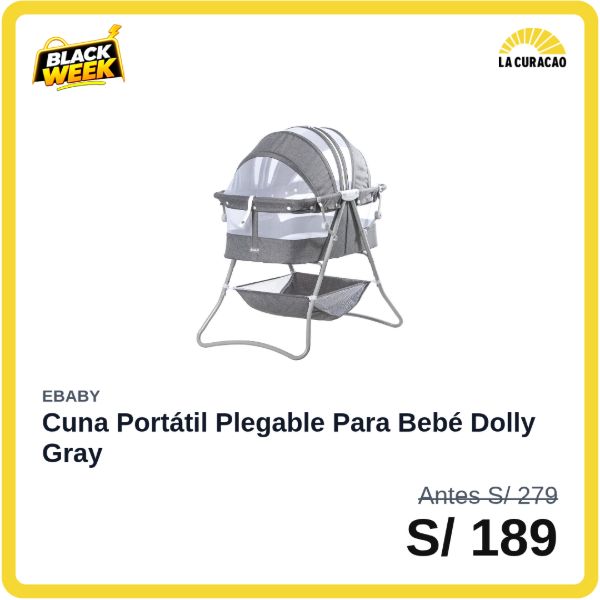 BLACK
WEEK
LA CURACAO
EBABY
Cuna Portátil Plegable Para Bebé Dolly
Gray
Antes S/ 279
S/ 189